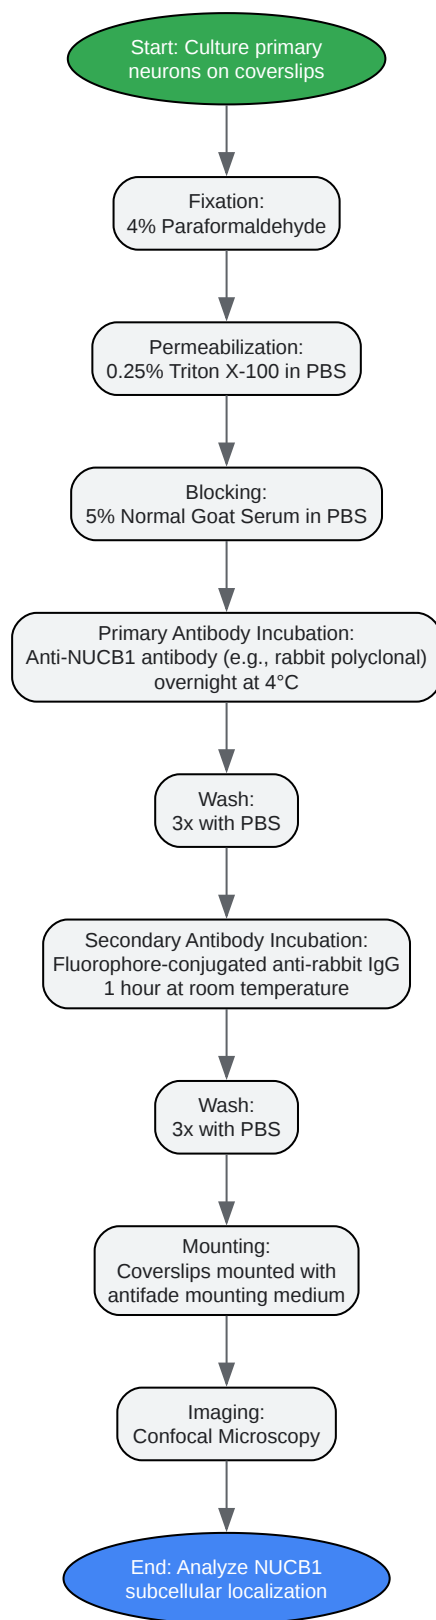 Start: Culture primary
neurons on coverslips
Fixation:
4% Paraformaldehyde
Permeabilization:
0.25% Triton X-100 in PBS
Blocking:
5% Normal Goat Serum in PBS
Primary Antibody Incubation:
Anti-NUCB1 antibody (e.g., rabbit polyclonal)
overnight at 4°C
Wash:
3x with PBS
Secondary Antibody Incubation:
Fluorophore-conjugated anti-rabbit IgG
1 hour at room temperature
Wash:
3x with PBS
Mounting:
Coverslips mounted with
antifade mounting medium
Imaging:
Confocal Microscopy
End: Analyze NUCB1
subcellular localization